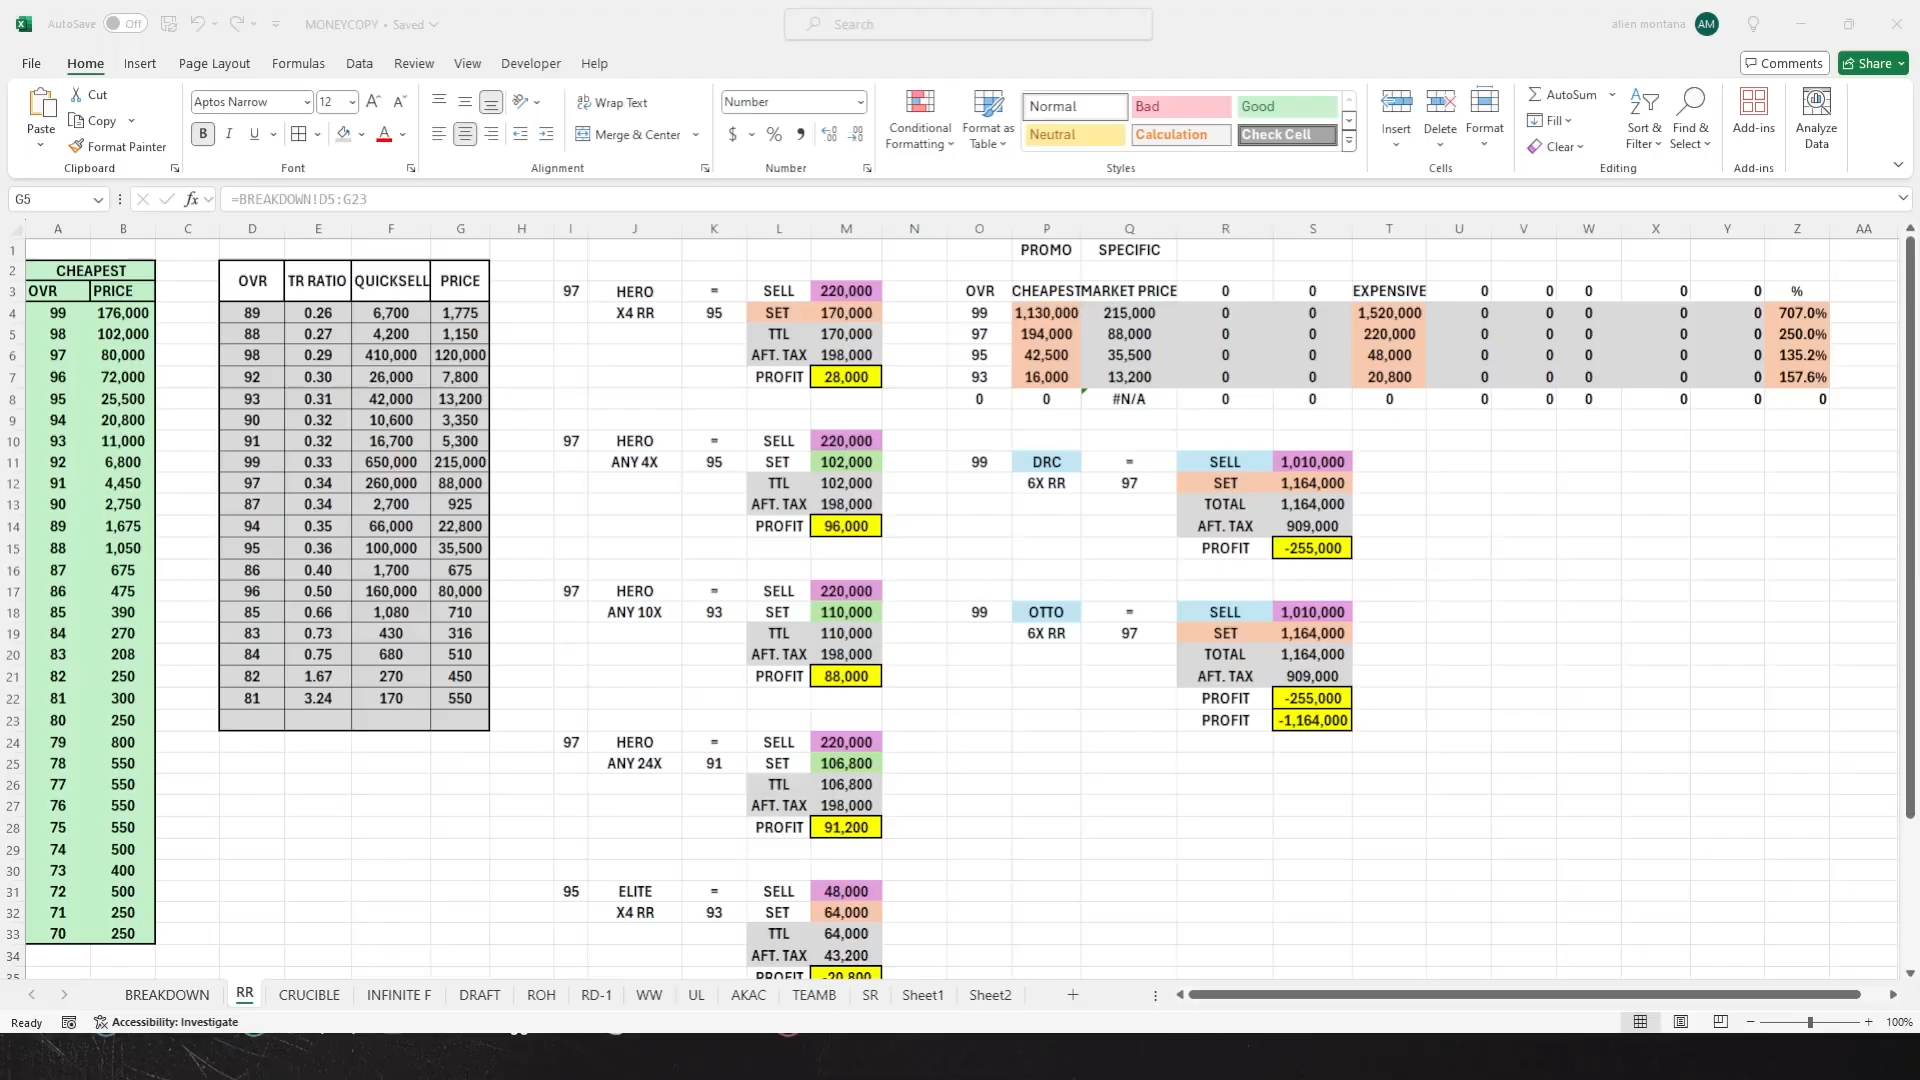 AutoSave Off MONEYCOPY • Saved Search alien montana AM
File Home Insert Page Layout Formulas Data Review View Developer Help Comments Share
Cut Aptos Narrow 12 Wrap Text Number Normal Bad Good AutoSum
Paste Copy Conditional Format as Insert Delete Format Fill Sort & Find & Add-ins Analyze
Format Painter B I U A Merge & Center $ % , Formatting Table Neutral Calculation Check Cell Clear Filter Select Data
Clipboard Font Alignment Number Styles Cells Editing Add-ins
G5 fx =BREAKDOWN!D5:G23
A B C D E F G H I J K L M N O P Q R S T U V W X Y Z AA
1 PROMO SPECIFIC
2 CHEAPEST OVR TR RATIO QUICKSELL PRICE
3 OVR PRICE 97 HERO = SELL 220,000 OVR CHEAPEST MARKET PRICE 0 0 EXPENSIVE 0 0 0 0 0 %
4 99 176,000 89 0.26 6,700 1,775 X4 RR 95 SET 170,000 99 1,130,000 215,000 0 0 1,520,000 0 0 0 0 0 707.0%
5 98 102,000 88 0.27 4,200 1,150 TTL 170,000 97 194,000 88,000 0 0 220,000 0 0 0 0 0 250.0%
6 97 80,000 98 0.29 410,000 120,000 AFT. TAX 198,000 95 42,500 35,500 0 0 48,000 0 0 0 0 0 135.2%
7 96 72,000 92 0.30 26,000 7,800 PROFIT 28,000 93 16,000 13,200 0 0 20,800 0 0 0 0 0 157.6%
8 95 25,500 93 0.31 42,000 13,200 0 0 #N/A 0 0 0 0 0 0 0 0 0
9 94 20,800 90 0.32 10,600 3,350
10 93 11,000 91 0.32 16,700 5,300 97 HERO = SELL 220,000
11 92 6,800 99 0.33 650,000 215,000 ANY 4X 95 SET 102,000 99 DRC = SELL 1,010,000
12 91 4,450 97 0.34 260,000 88,000 TTL 102,000 6X RR 97 SET 1,164,000
13 90 2,750 87 0.34 2,700 925 AFT. TAX 198,000 TOTAL 1,164,000
14 89 1,675 94 0.35 66,000 22,800 PROFIT 96,000 AFT. TAX 909,000
15 88 1,050 95 0.36 100,000 35,500 PROFIT -255,000
16 87 675 86 0.40 1,700 675
17 86 475 96 0.50 160,000 80,000 97 HERO = SELL 220,000
18 85 390 85 0.66 1,080 710 ANY 10X 93 SET 110,000 99 OTTO = SELL 1,010,000
19 84 270 83 0.73 430 316 TTL 110,000 6X RR 97 SET 1,164,000
20 83 208 84 0.75 680 510 AFT. TAX 198,000 TOTAL 1,164,000
21 82 250 82 1.67 270 450 PROFIT 88,000 AFT. TAX 909,000
22 81 300 81 3.24 170 550 PROFIT -255,000
23 80 250 PROFIT -1,164,000
24 79 800 97 HERO = SELL 220,000
25 78 550 ANY 24X 91 SET 106,800
26 77 550 TTL 106,800
27 76 550 AFT. TAX 198,000
28 75 550 PROFIT 91,200
29 74 500
30 73 400
31 72 500 95 ELITE = SELL 48,000
32 71 250 X4 RR 93 SET 64,000
33 70 250 TTL 64,000
34 AFT. TAX 43,200
35 PROFIT -20,800
BREAKDOWN RR CRUCIBLE INFINITE F DRAFT ROH RD-1 WW UL AKAC TEAMB SR Sheet1 Sheet2
Ready Accessibility: Investigate 100%